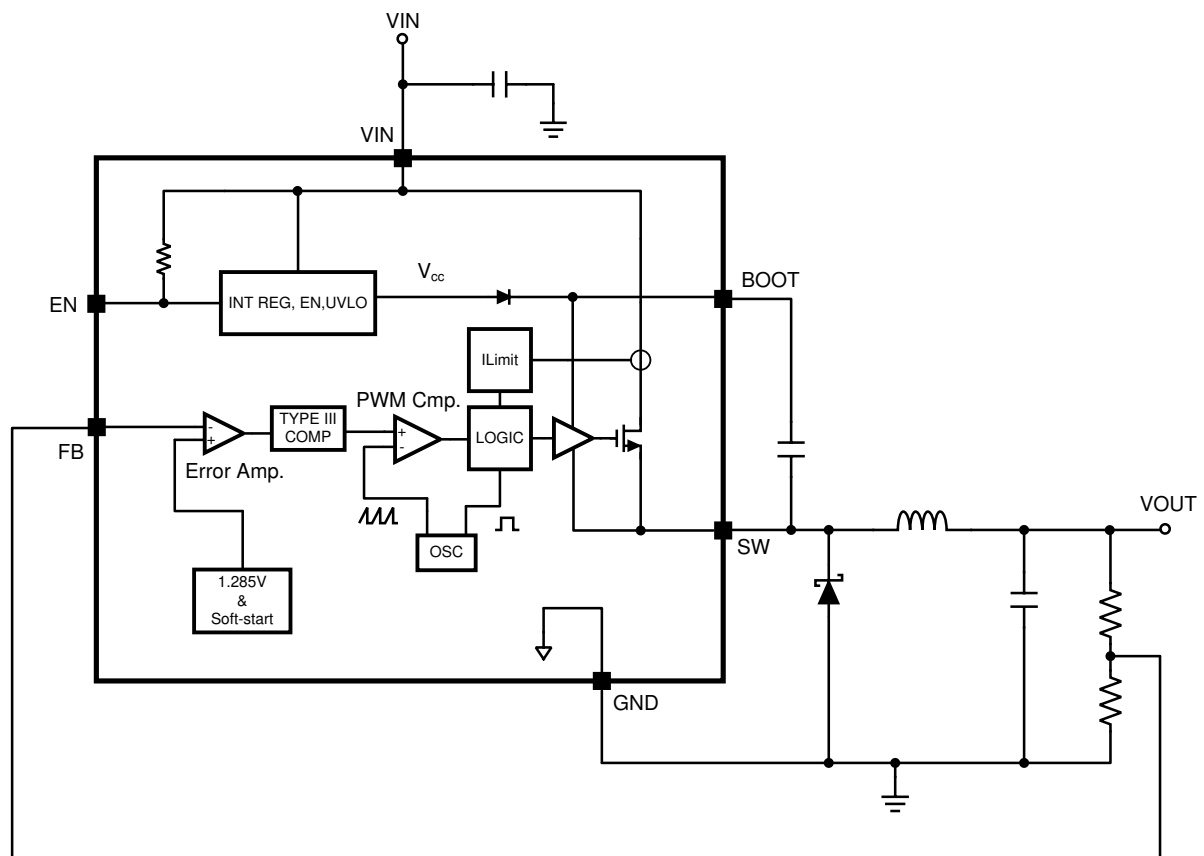 VIN
VIN
V_cc
BOOT
EN
INT REG, EN,UVLO
ILimit
PWM Cmp.
TYPE III
COMP
-
+
+
-
LOGIC
FB
Error Amp.
VOUT
SW
OSC
1.285V
&
Soft-start
GND